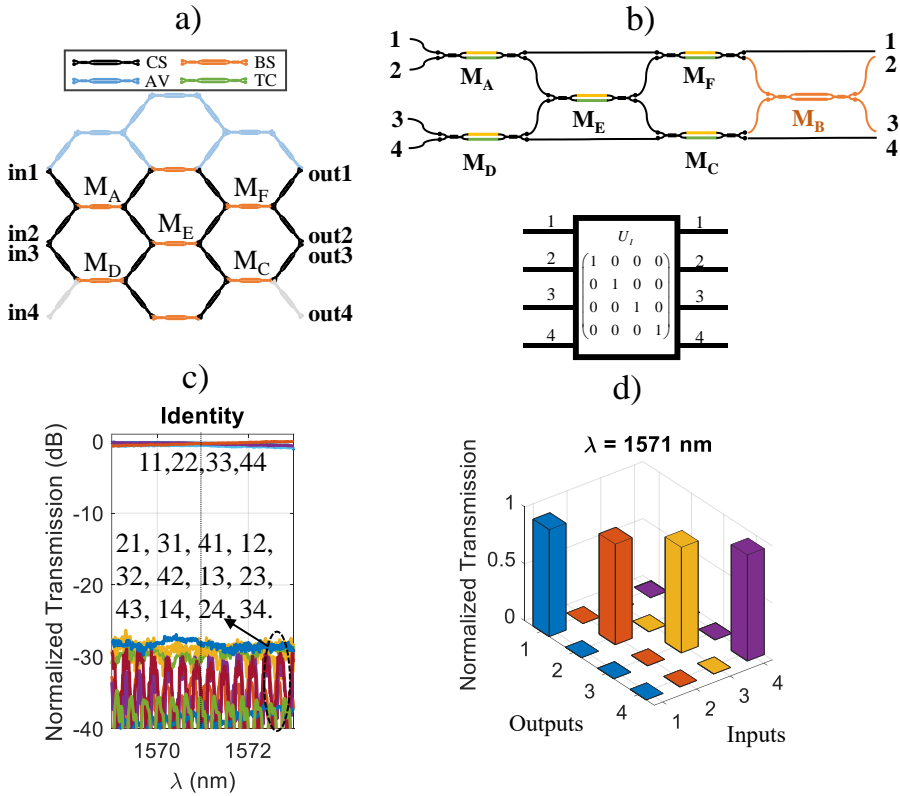 a)
CS BS
AV TC
in1
in2
in3
in4
M_A M_F
M_E
M_D M_C
out1
out2
out3
out4
b)
1
2
3
4
M_A
M_D
M_E
M_F
M_C
M_B
1
2
3
4
U_I
1 0 0 0
0 1 0 0
0 0 1 0
0 0 0 1
1
2
3
4
1
2
3
4
c)
Identity
Normalized Transmission (dB)
0
-10
-20
-30
-40
11,22,33,44
21, 31, 41, 12,
32, 42, 13, 23,
43, 14, 24, 34.
1570 1572
λ (nm)
d)
λ = 1571 nm
Normalized Transmission
1
0.5
0
1
2
3
4
Outputs
1
2
3
4
Inputs